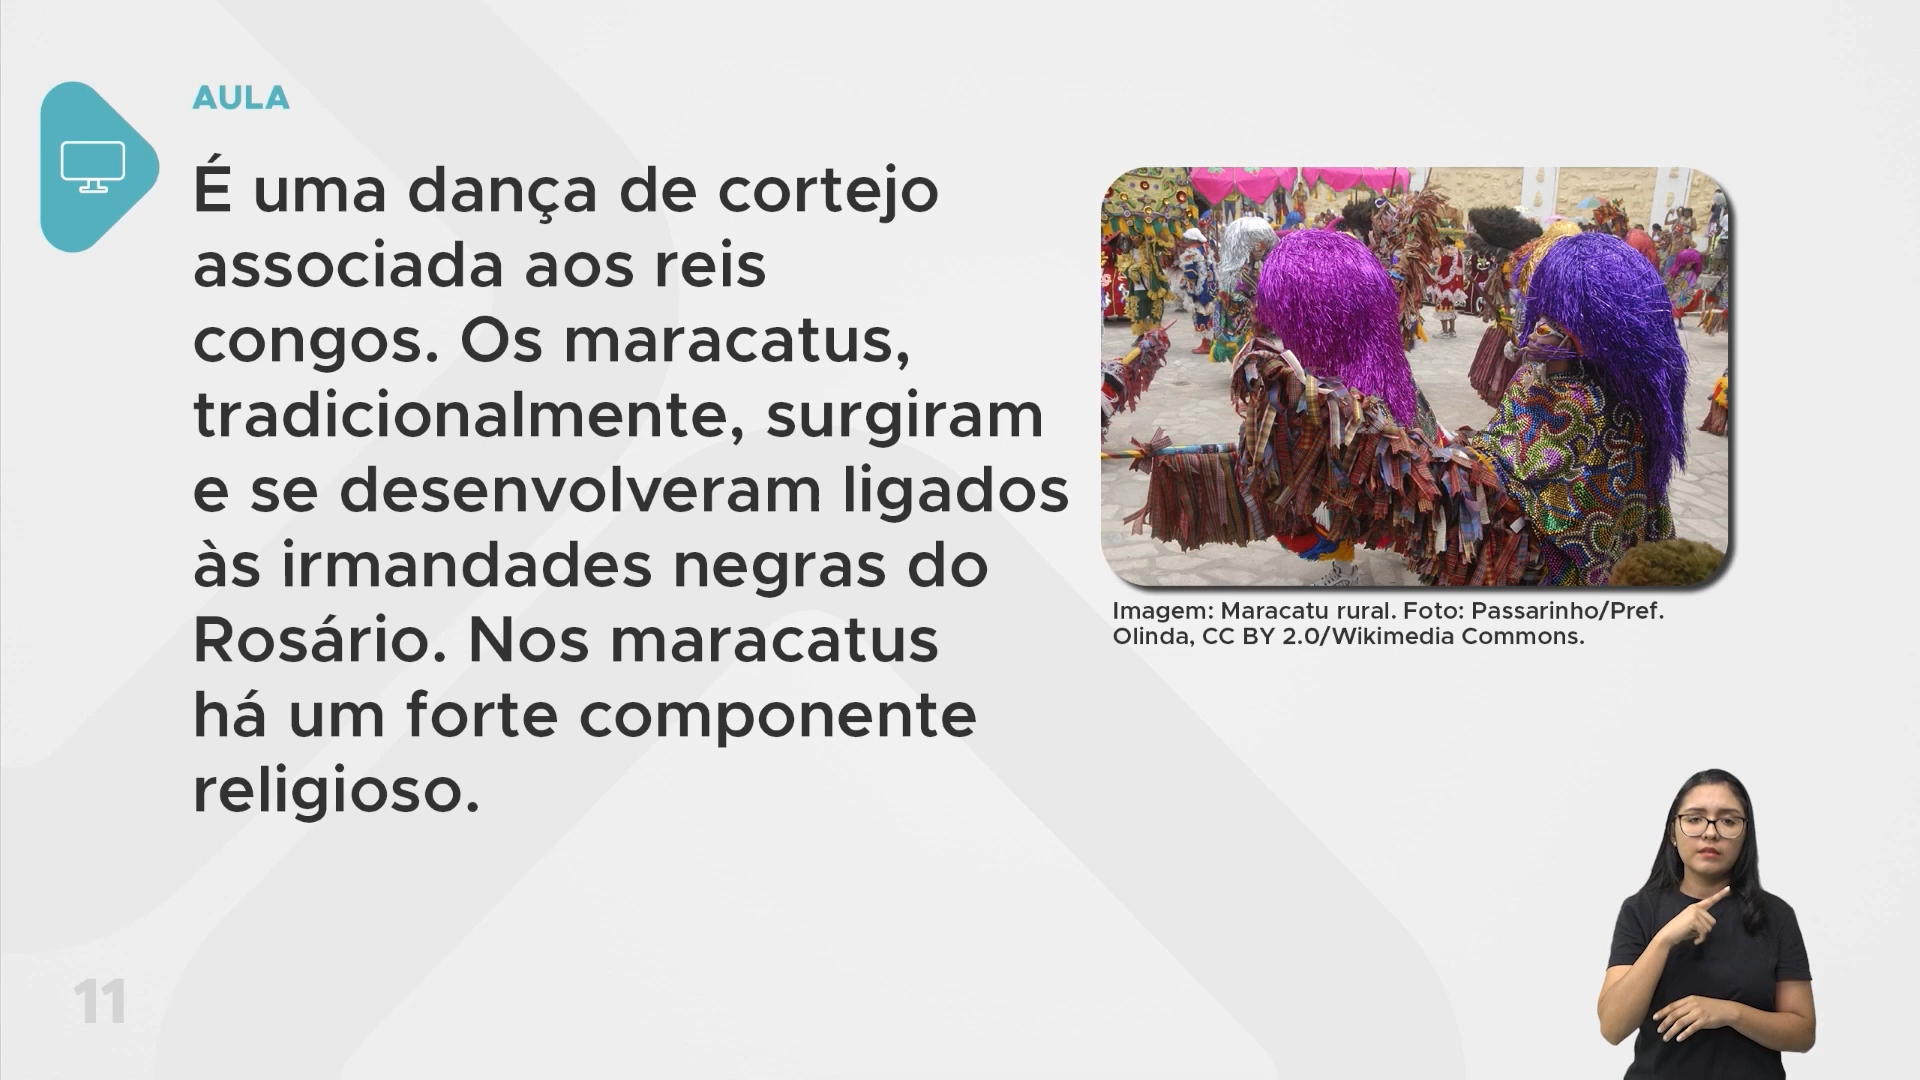 AULA
É uma dança de cortejo
associada aos reis
congos. Os maracatus,
tradicionalmente, surgiram
e se desenvolveram ligados
às irmandades negras do
Rosário. Nos maracatus
há um forte componente
religioso.
Imagem: Maracatu rural. Foto: Passarinho/Pref.
Olinda, CC BY 2.0/Wikimedia Commons.
11